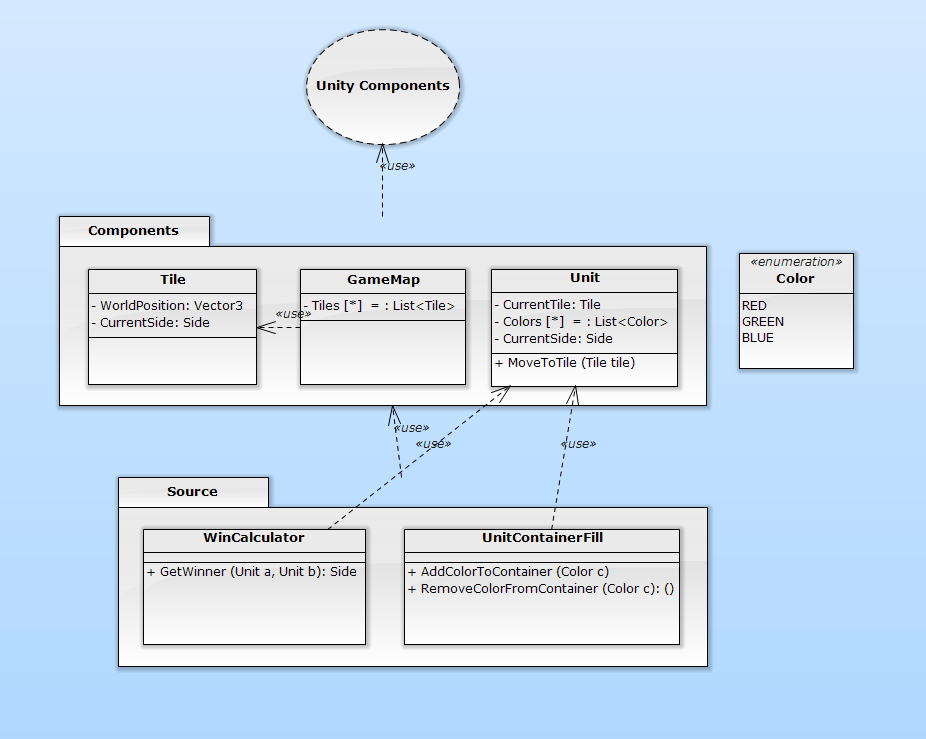 Unity Components
«use»
Components
Tile
- WorldPosition: Vector3
- CurrentSide: Side
«use»
GameMap
- Tiles [*]  = : List<Tile>
Unit
- CurrentTile: Tile
- Colors [*]  = : List<Color>
- CurrentSide: Side
+ MoveToTile (Tile tile)
«enumeration»
Color
RED
GREEN
BLUE
«use»
«use»
«use»
Source
WinCalculator
+ GetWinner (Unit a, Unit b): Side
UnitContainerFill
+ AddColorToContainer (Color c)
+ RemoveColorFromContainer (Color c): ()